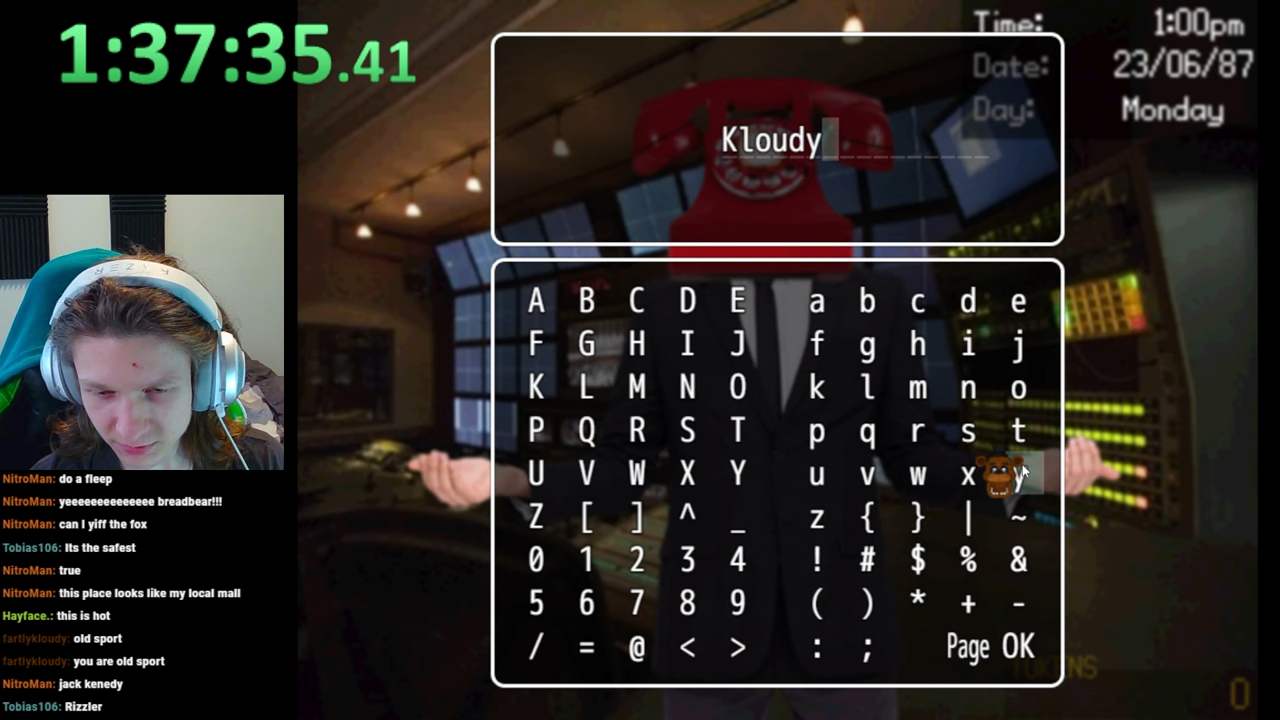 1:37:35.41
Time: 1:00pm
Date: 23/06/87
Day: Monday
Kloudy
A B C D E a b c d e
F G H I J f g h i j
K L M N O k l m n o
P Q R S T p q r s t
U V W X Y u v w x y
Z [ ] ^ _ z { } | ~
0 1 2 3 4 ! # $ % &
5 6 7 8 9 ( ) * + -
/ = @ < > : ; Page OK
TOKENS
0
NitroMan: do a fleep
NitroMan: yeeeeeeeeeeeeee breadbear!!!
NitroMan: can I yiff the fox
Tobias106: Its the safest
NitroMan: true
NitroMan: this place looks like my local mall
Hayface.: this is hot
fartlykloudy: old sport
fartlykloudy: you are old sport
NitroMan: jack kenedy
Tobias106: Rizzler